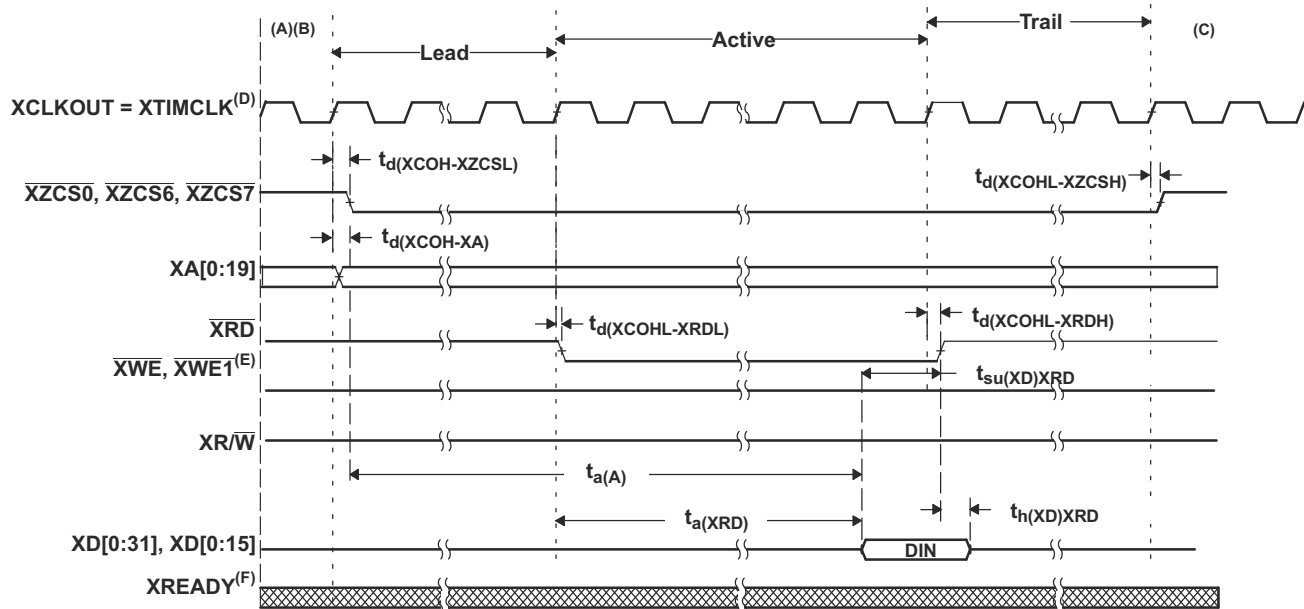 (A)(B)
Lead
Active
Trail
(C)
XCLKOUT = XTIMCLK(D)
td(XCOH-XZCSL)
td(XCOHL-XZCSH)
XZCS0, XZCS6, XZCS7
td(XCOH-XA)
XA[0:19]
XRD
td(XCOHL-XRDL)
td(XCOHL-XRDH)
XWE, XWE1(E)
tsu(XD)XRD
XR/W
ta(A)
ta(XRD)
th(XD)XRD
XD[0:31], XD[0:15]
DIN
XREADY(F)